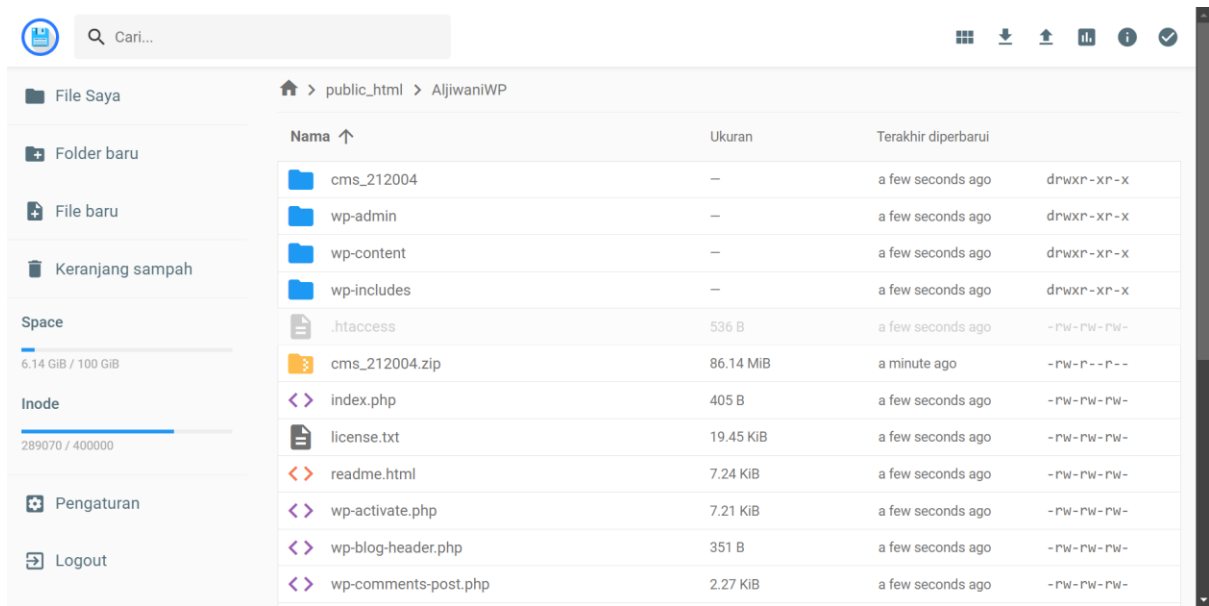 Cari...
File Saya
Folder baru
File baru
Keranjang sampah
Space
6.14 GiB / 100 GiB
Inode
289070 / 400000
Pengaturan
Logout
> public_html > AljiwaniWP
Nama Ukuran Terakhir diperbarui
cms_212004 — a few seconds ago drwxr-xr-x
wp-admin — a few seconds ago drwxr-xr-x
wp-content — a few seconds ago drwxr-xr-x
wp-includes — a few seconds ago drwxr-xr-x
.htaccess 536 B a few seconds ago -rw-rw-rw-
cms_212004.zip 86.14 MiB a minute ago -rw-r--r--
index.php 405 B a few seconds ago -rw-rw-rw-
license.txt 19.45 KiB a few seconds ago -rw-rw-rw-
readme.html 7.24 KiB a few seconds ago -rw-rw-rw-
wp-activate.php 7.21 KiB a few seconds ago -rw-rw-rw-
wp-blog-header.php 351 B a few seconds ago -rw-rw-rw-
wp-comments-post.php 2.27 KiB a few seconds ago -rw-rw-rw-